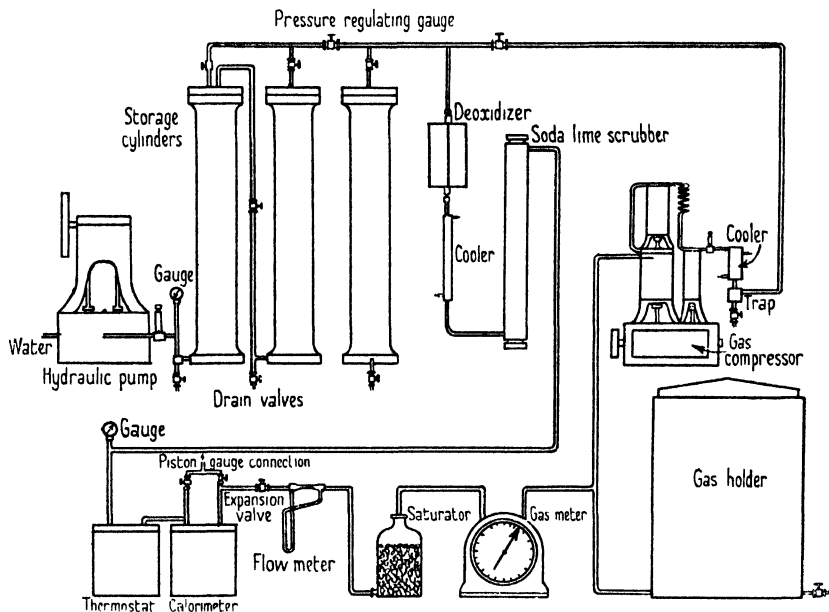 Pressure regulating gauge
Storage
cylinders
Deoxidizer
Soda lime scrubber
Gauge
Cooler
Cooler
Trap
Water
Hydraulic pump
Drain valves
Gas
compressor
Gauge
Piston gauge connection
Expansion
valve
Flow meter
Saturator
Gas meter
Gas holder
Thermostat
Calorimeter